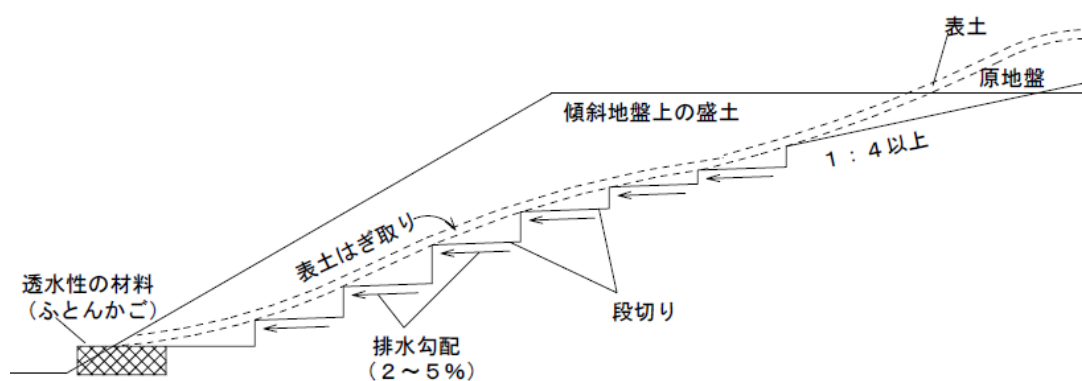 表土
原地盤
傾斜地盤上の盛土
1:4以上
表土はぎ取り
透水性の材料
(ふとんかご)
段切り
排水勾配
(2~5%)